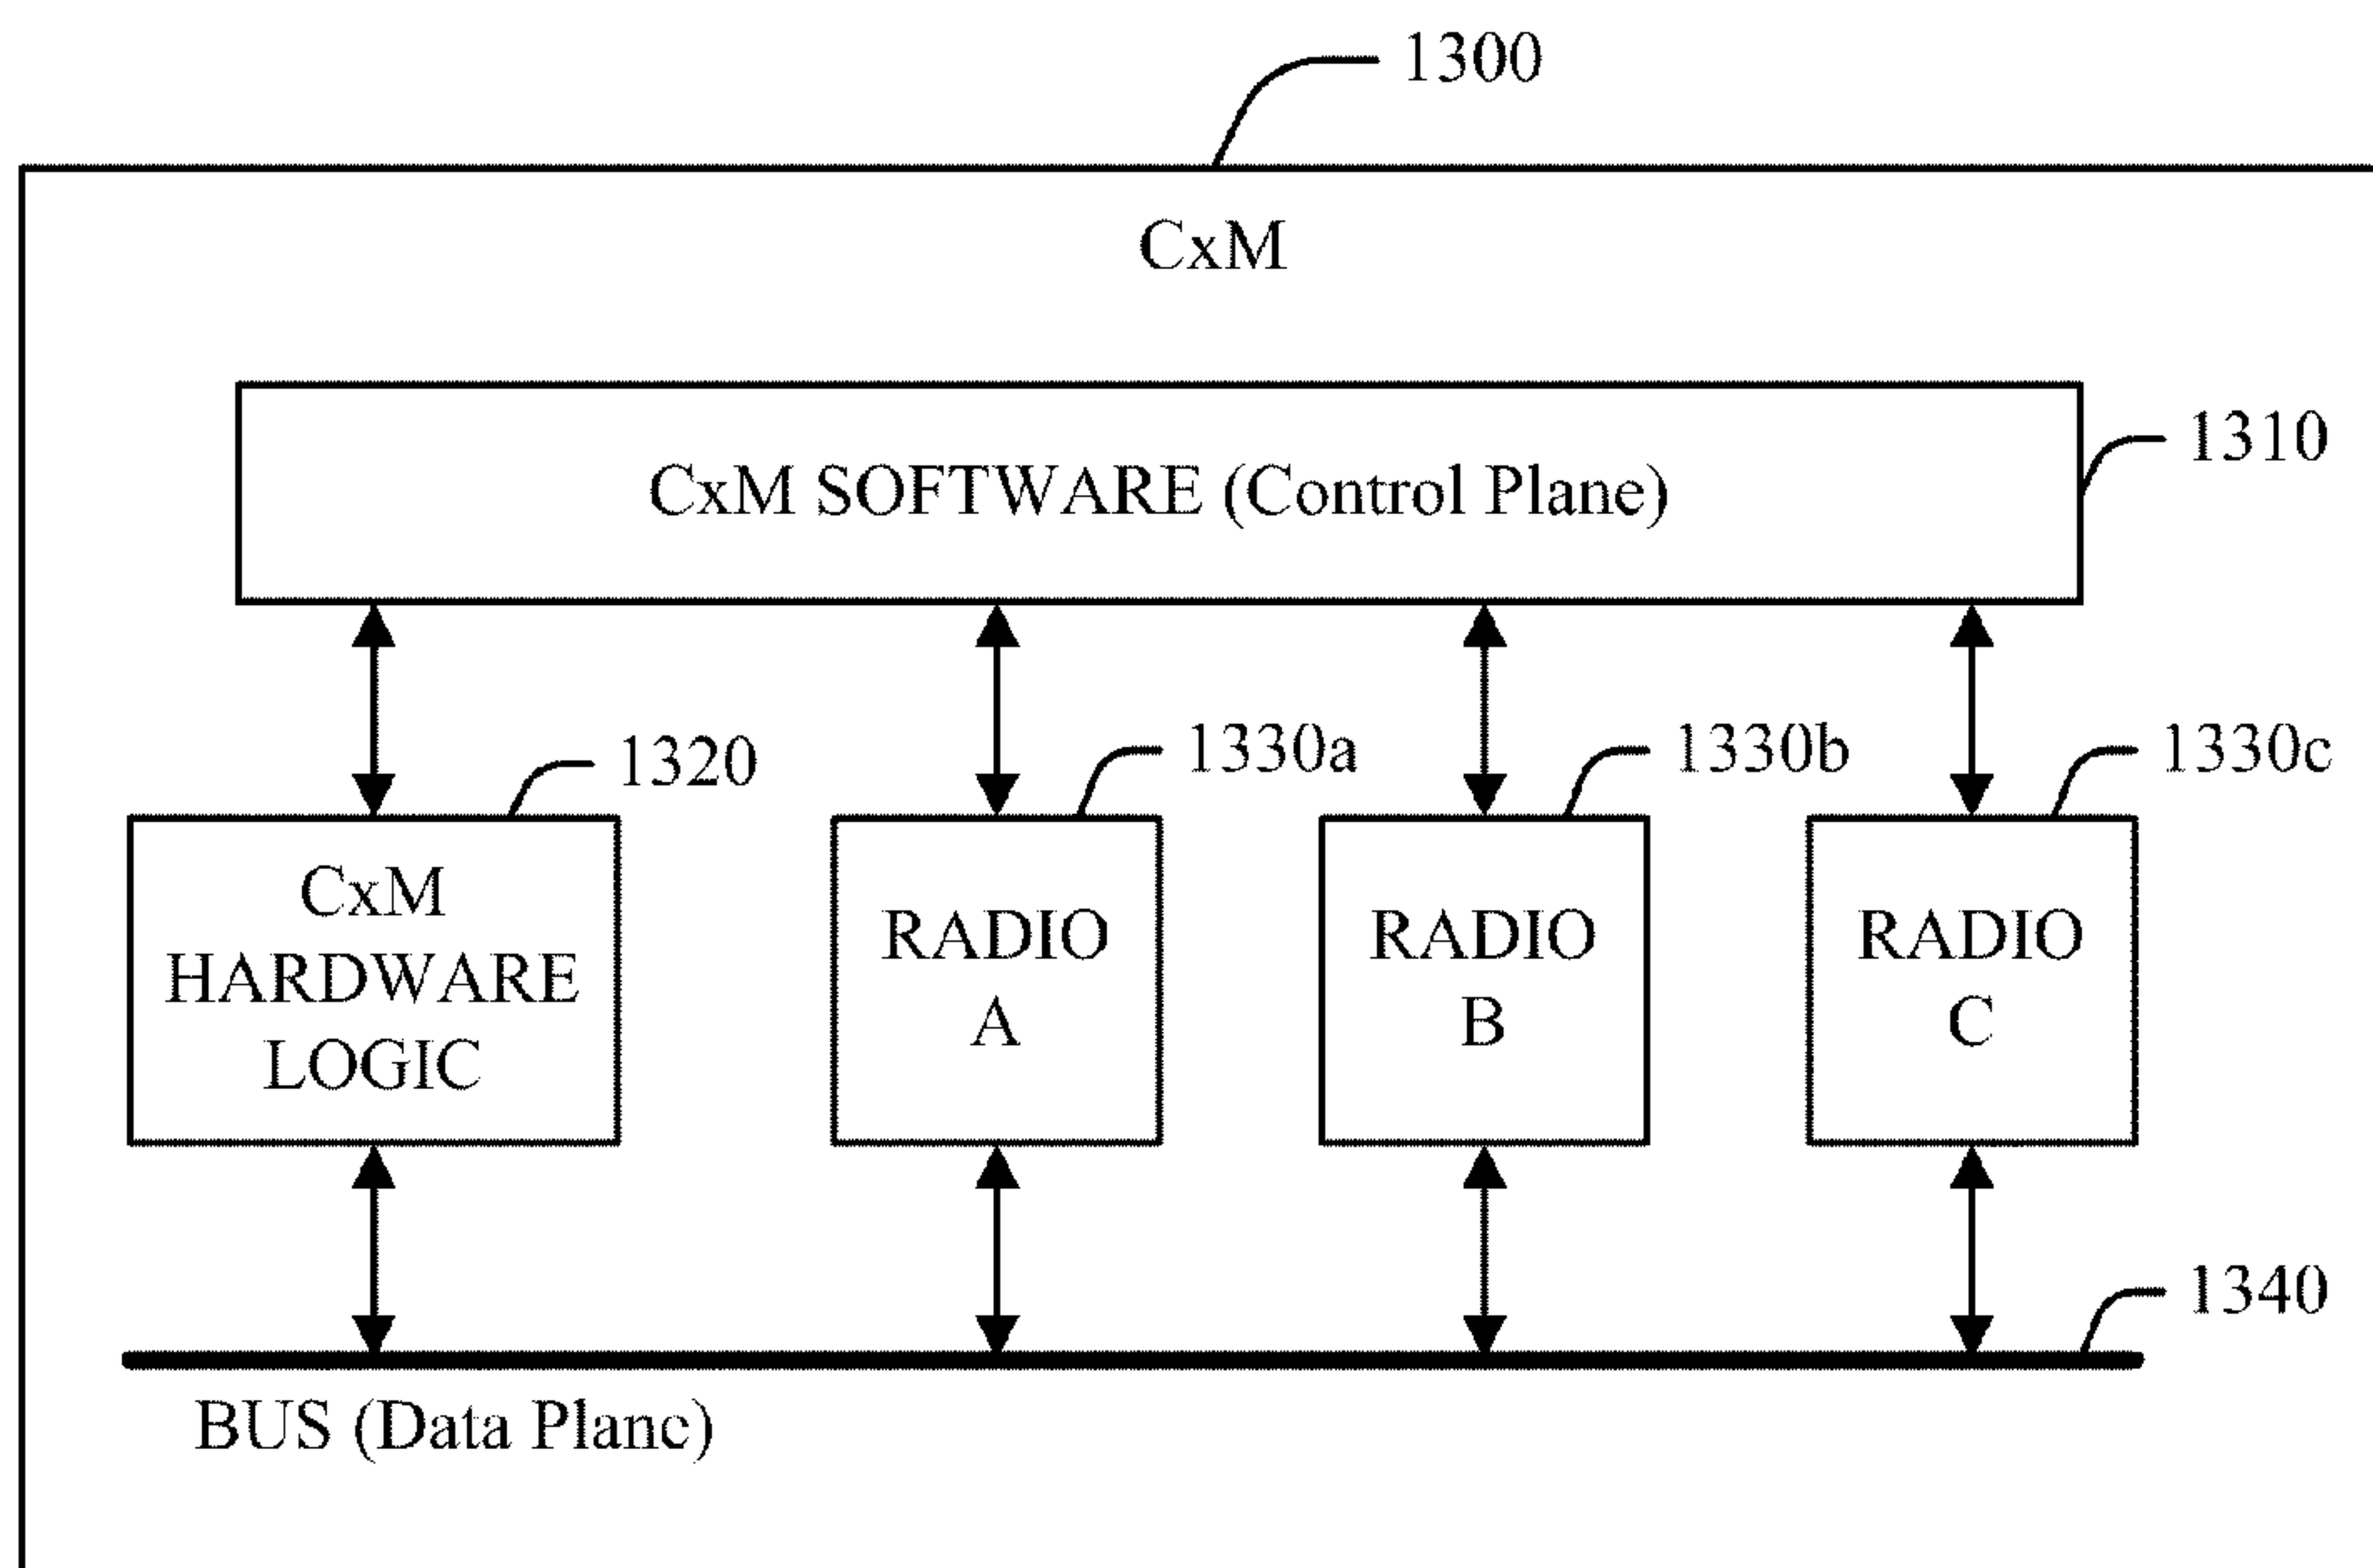 1300
CxM
CxM SOFTWARE (Control Plane)
1310
1320
1330a
1330b
1330c
CxM
HARDWARE
LOGIC
RADIO
A
RADIO
B
RADIO
C
1340
BUS (Data Plane)